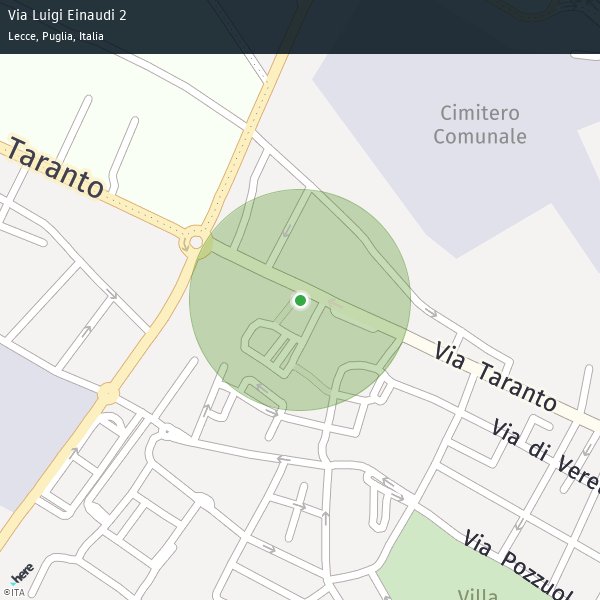 Via Luigi Einaudi 2
Lecce, Puglia, Italia
Cimitero
Comunale
Taranto
Via Taranto
Via di Vere
Via Pozzuol
Villa
here
©ITA